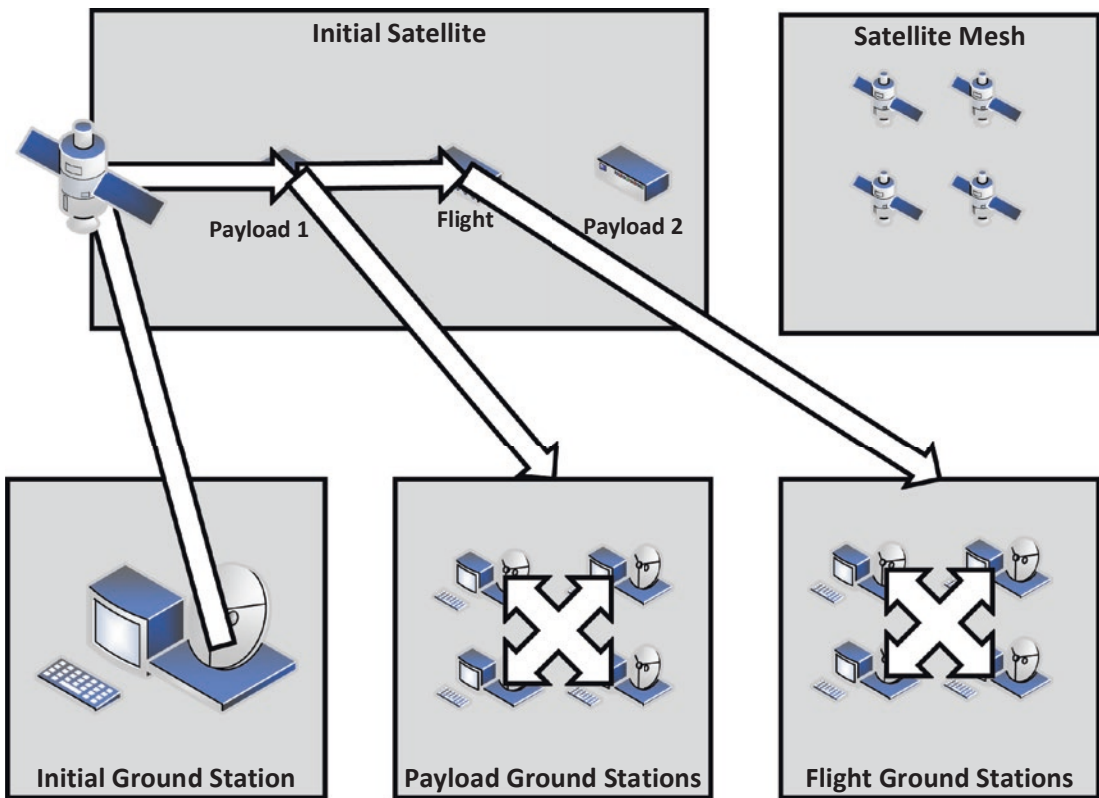 Initial Satellite
Satellite Mesh
Payload 1
Flight
Payload 2
Initial Ground Station
Payload Ground Stations
Flight Ground Stations